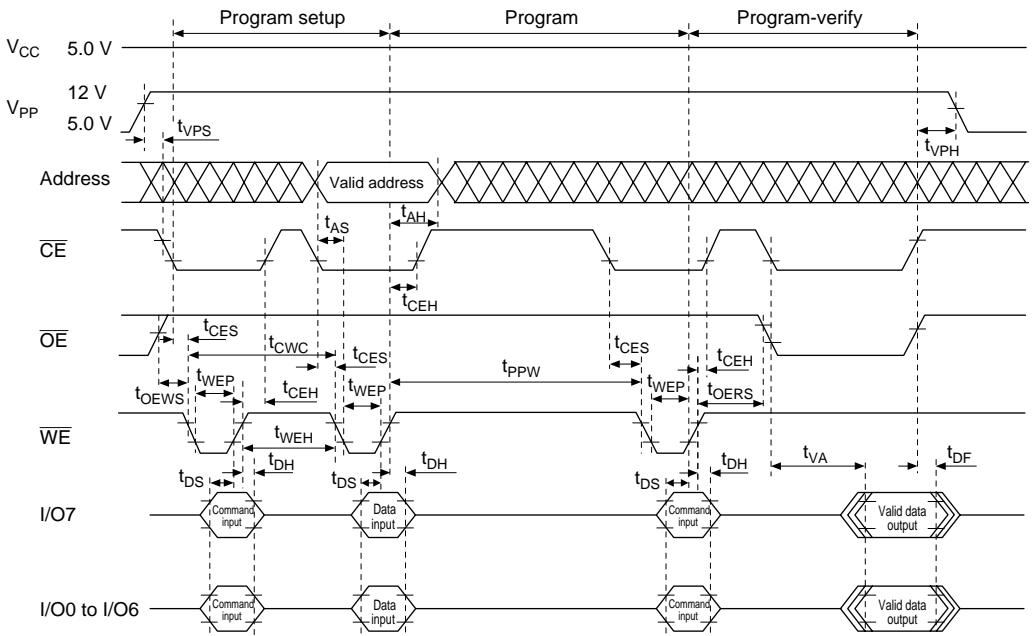 Program setup Program Program-verify
VCC 5.0 V
12 V
VPP
5.0 V
tVPS
tVPH
Address Valid address
tAH
tAS
CE
tCEH
OE
tCES
tCWC
tCES tCES tCEH
tPPW
tWEP tWEP tWEP
tOEWS tCEH tOERS
WE
tWEH
tDH tDH tDH tVA tDF
tDS tDS tDS
I/O7 Command input Data input Command input Valid data output
I/O0 to I/O6 Command input Data input Command input Valid data output